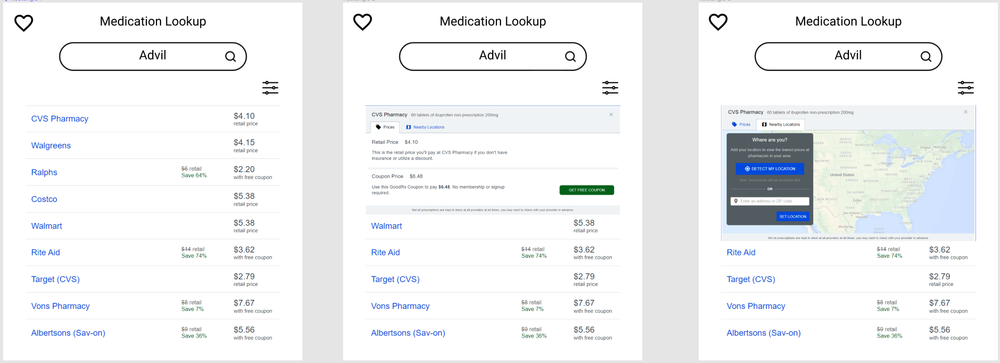 Medication Lookup
Advil
CVS Pharmacy
$4.10
retail price
Walgreens
$4.15
retail price
Ralphs
$6 retail
Save 64%
$2.20
with free coupon
Costco
$5.38
retail price
Walmart
$5.38
retail price
Rite Aid
$14 retail
Save 74%
$3.62
with free coupon
Target (CVS)
$2.79
retail price
Vons Pharmacy
$8 retail
Save 7%
$7.67
with free coupon
Albertsons (Sav-on)
$9 retail
Save 36%
$5.56
with free coupon
Medication Lookup
Advil
CVS Pharmacy 60 tablets of ibuprofen non-prescription 200mg
Prices
Nearby Locations
Retail Price $4.10
This is the retail price you'll pay at CVS Pharmacy if you don't have
insurance or utilize a discount.
Coupon Price $6.48
Use this GoodRx Coupon to pay $6.48. No membership or signup
required.
GET FREE COUPON
Not all prescriptions are kept in stock at all providers at all times; you may want to check with your provider in advance.
Walmart
$5.38
retail price
Rite Aid
$14 retail
Save 74%
$3.62
with free coupon
Target (CVS)
$2.79
retail price
Vons Pharmacy
$8 retail
Save 7%
$7.67
with free coupon
Albertsons (Sav-on)
$9 retail
Save 36%
$5.56
with free coupon
Medication Lookup
Advil
CVS Pharmacy 60 tablets of ibuprofen non-prescription 200mg
Prices
Nearby Locations
Where are you?
Add your location to view the lowest prices at
pharmacies in your area.
DETECT MY LOCATION
Note: Your browser will ask permission first
OR
Enter an address or ZIP code
SET LOCATION
NORTH
DAKOTA
MINNESOTA
SOUTH
DAKOTA
WISCONSIN
MICHIGAN
Ottawa
Montreal
MAINE
NOVA SCO
Toronto
VT
NH
NEW YORK
MA
CT RI
WYOMING
NEBRASKA
IOWA
Chicago
ILLINOIS
INDIANA
OHIO
PENN
NJ
United States
KANSAS
MISSOURI
WEST
VIRGINIA
VIRGINIA
OKLAHOMA
TENNESSEE
NORTH
CAROLINA
NEW MEXICO
Dallas
MISSISSIPPI
SOUTH
CAROLINA
TEXAS
GEORGIA
San Antonio
LOUISIANA
Houston
FLORIDA
Monterrey
Gulf of
Mexico
Not all prescriptions are kept in stock at all providers at all times; you may want to check with your provider in advance.
Rite Aid
$14 retail
Save 74%
$3.62
with free coupon
Target (CVS)
$2.79
retail price
Vons Pharmacy
$8 retail
Save 7%
$7.67
with free coupon
Albertsons (Sav-on)
$9 retail
Save 36%
$5.56
with free coupon